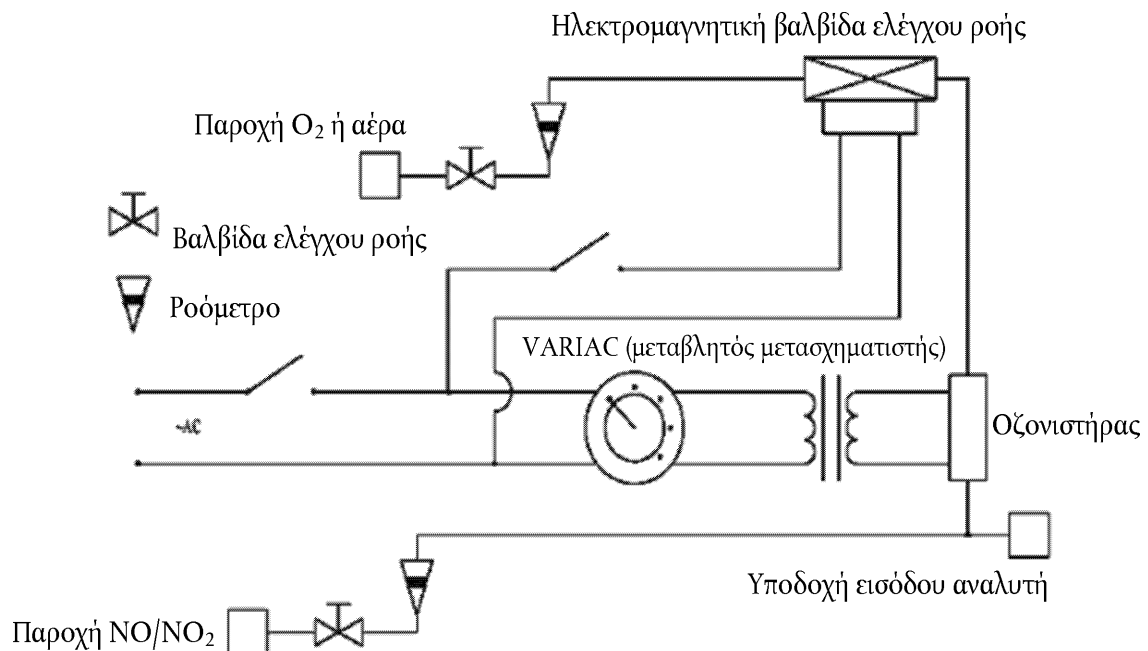 Ηλεκτρομαγνητική βαλβίδα ελέγχου ροής
Παροχή O₂ ή αέρα
Βαλβίδα ελέγχου ροής
Ροόμετρο
VARIAC (μεταβλητός μετασχηματιστής)
~AC
Οζονιστήρας
Υποδοχή εισόδου αναλυτή
Παροχή NO/NO₂